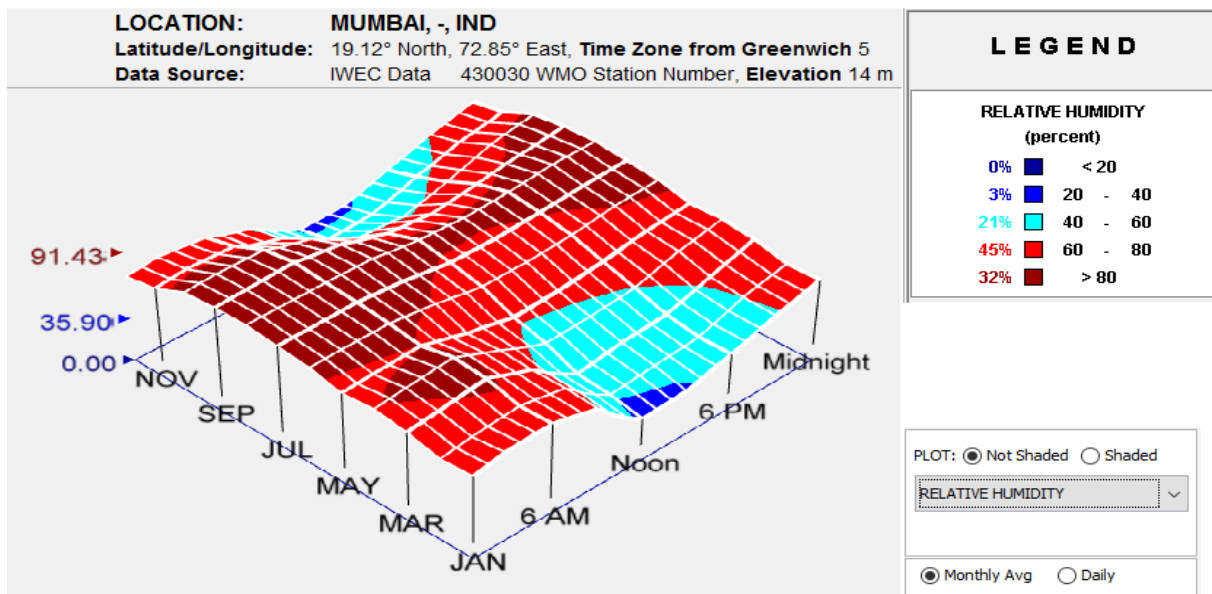 LOCATION: MUMBAI, -, IND
Latitude/Longitude: 19.12° North, 72.85° East, Time Zone from Greenwich 5
Data Source: IWEC Data 430030 WMO Station Number, Elevation 14 m
LEGEND
RELATIVE HUMIDITY
(percent)
0% < 20
3% 20 - 40
21% 40 - 60
45% 60 - 80
32% > 80
91.43
35.90
0.00
NOV
SEP
JUL
MAY
MAR
JAN
6 AM
Noon
6 PM
Midnight
PLOT: Not Shaded Shaded
RELATIVE HUMIDITY
Monthly Avg Daily